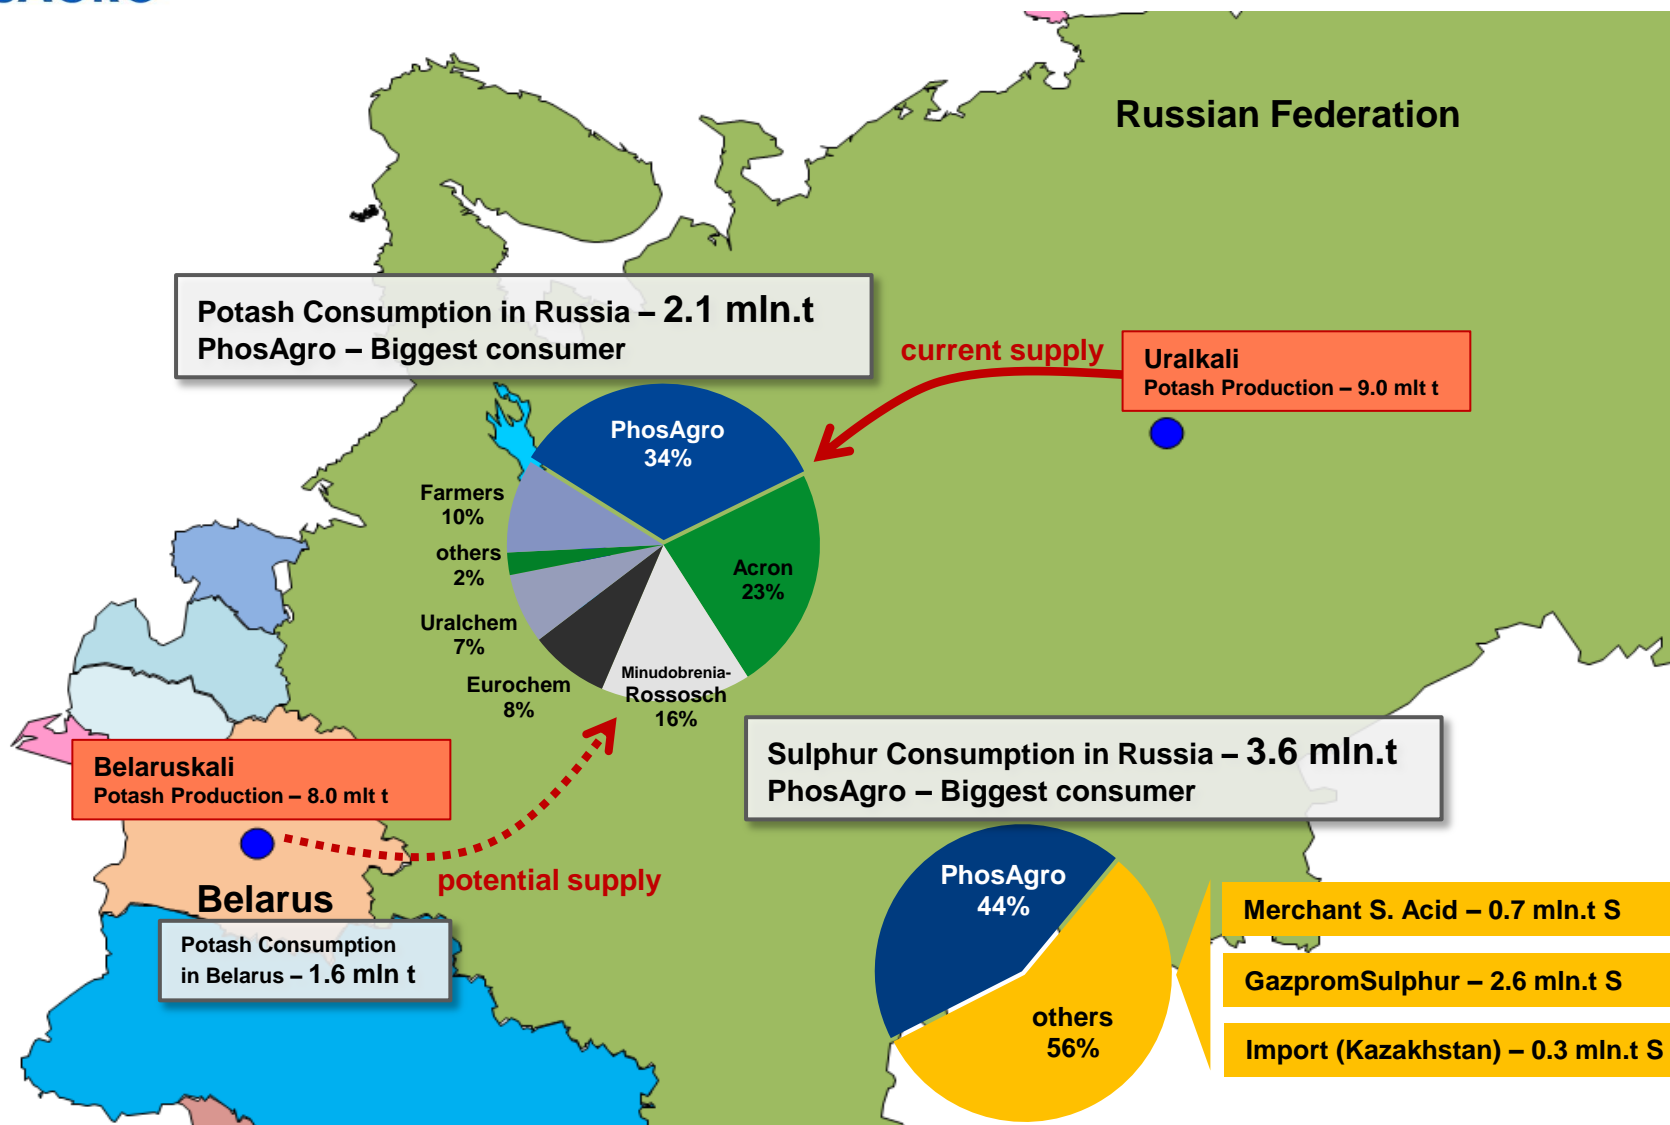 Russian Federation
Potash Consumption in Russia – 2.1 mln.t
PhosAgro – Biggest consumer
current supply
Uralkali
Potash Production – 9.0 mlt t
PhosAgro
34%
Farmers
10%
others
2%
Acron
23%
Uralchem
7%
Eurochem
8%
Minudobrenia-
Rossosch
16%
Sulphur Consumption in Russia – 3.6 mln.t
PhosAgro – Biggest consumer
Belaruskali
Potash Production – 8.0 mlt t
potential supply
Belarus
Potash Consumption
in Belarus – 1.6 mln t
PhosAgro
44%
others
56%
Merchant S. Acid – 0.7 mln.t S
GazpromSulphur – 2.6 mln.t S
Import (Kazakhstan) – 0.3 mln.t S